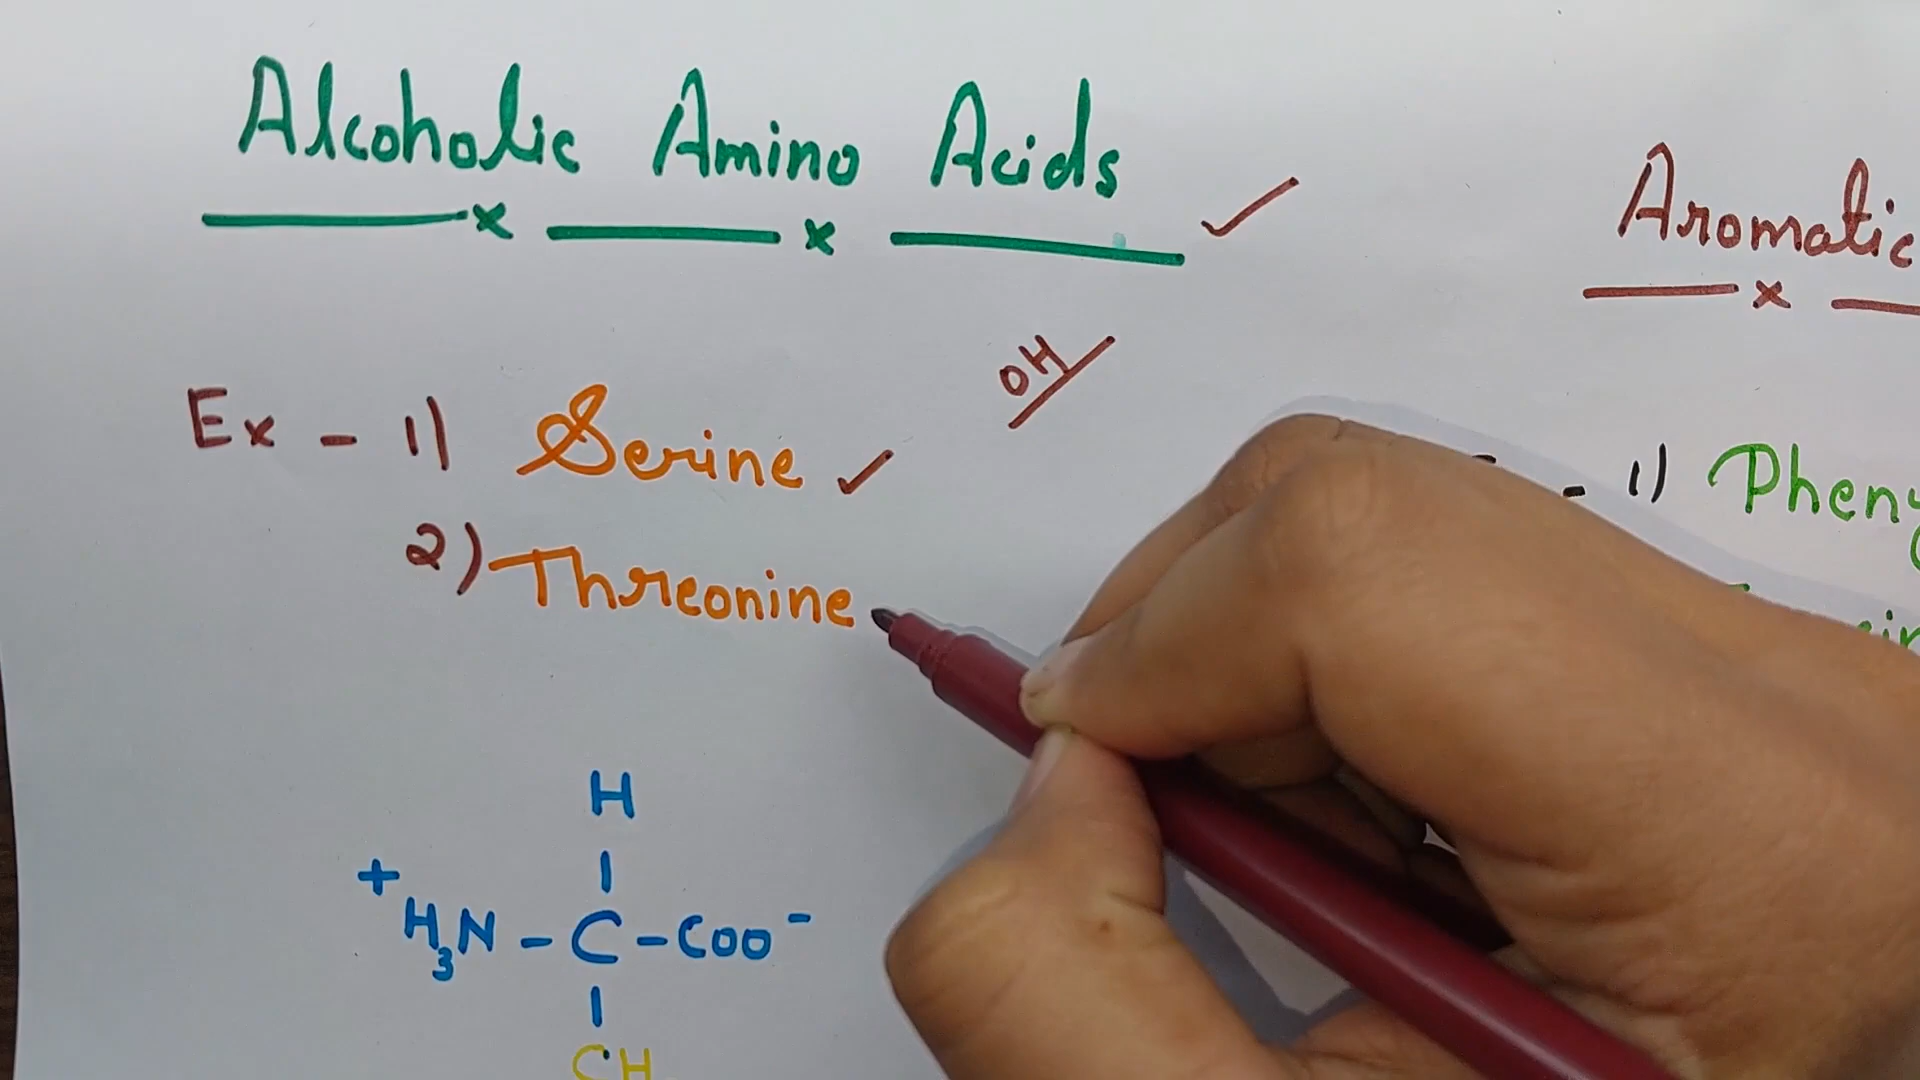 Alcoholic Amino Acids
Aromatic
OH
Ex - 1) Serine
2) Threonine
- 1) Pheny
H
+
H3N - C - COO-
CH